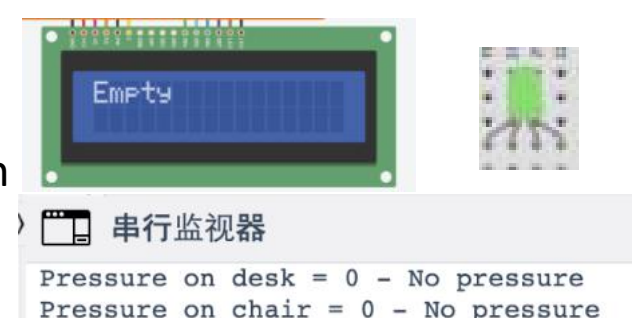 Empty
串行监视器
Pressure on desk = 0 - No pressure
Pressure on chair = 0 - No pressure